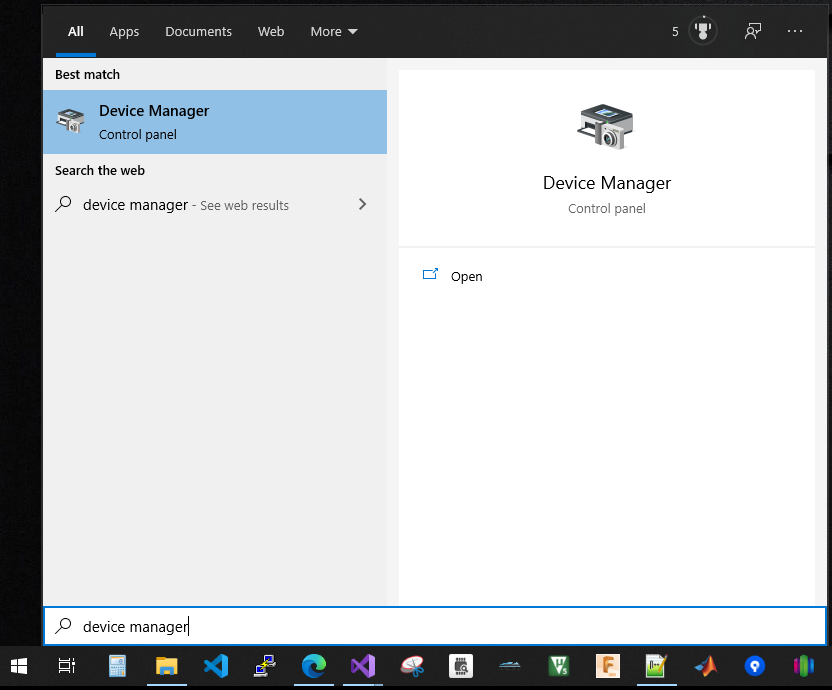 All Apps Documents Web More 5 ...
Best match
Device Manager
Control panel
Search the web
device manager - See web results
Device Manager
Control panel
Open
device manager